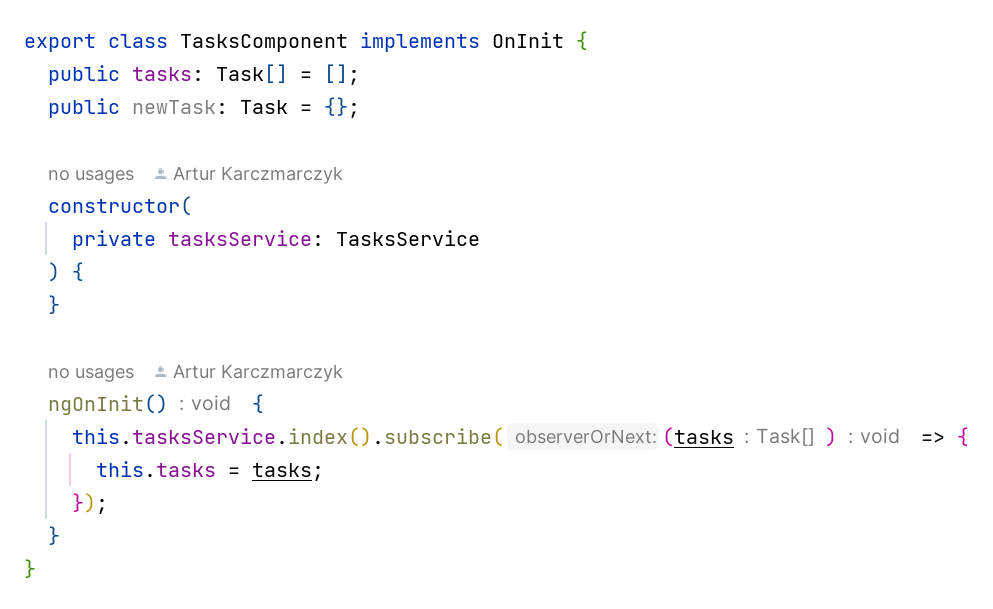 export class TasksComponent implements OnInit {
  public tasks: Task[] = [];
  public newTask: Task = {};
  no usages Artur Karczmarczyk
  constructor(
    private tasksService: TasksService
  ) {
  }
  no usages Artur Karczmarczyk
  ngOnInit() : void {
    this.tasksService.index().subscribe( observerOrNext: (tasks : Task[] ) : void => {
      this.tasks = tasks;
    });
  }
}